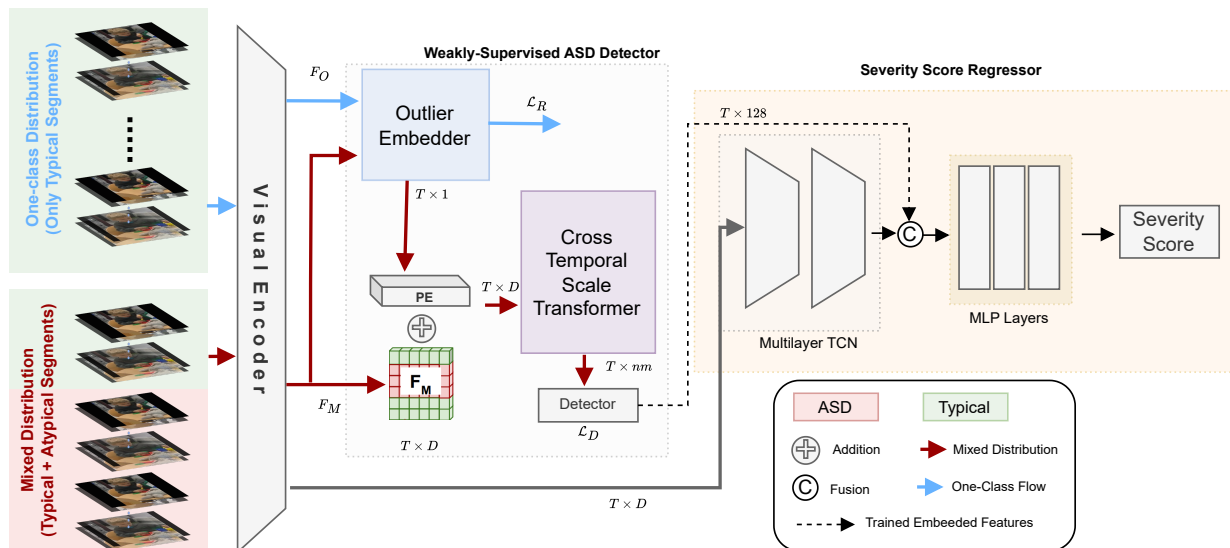 One-class Distribution
(Only Typical Segments)
Mixed Distribution
(Typical + Atypical Segments)
Visual Encoder
Weakly-Supervised ASD Detector
F_O
Outlier
Embedder
ℒ_R
T × 1
PE
T × D
Cross
Temporal
Scale
Transformer
F_M
F_M
T × D
T × nm
Detector
ℒ_D
T × D
Severity Score Regressor
T × 128
Multilayer TCN
C
MLP Layers
Severity
Score
ASD
Typical
Addition
Mixed Distribution
C
Fusion
One-Class Flow
Trained Embeeded Features